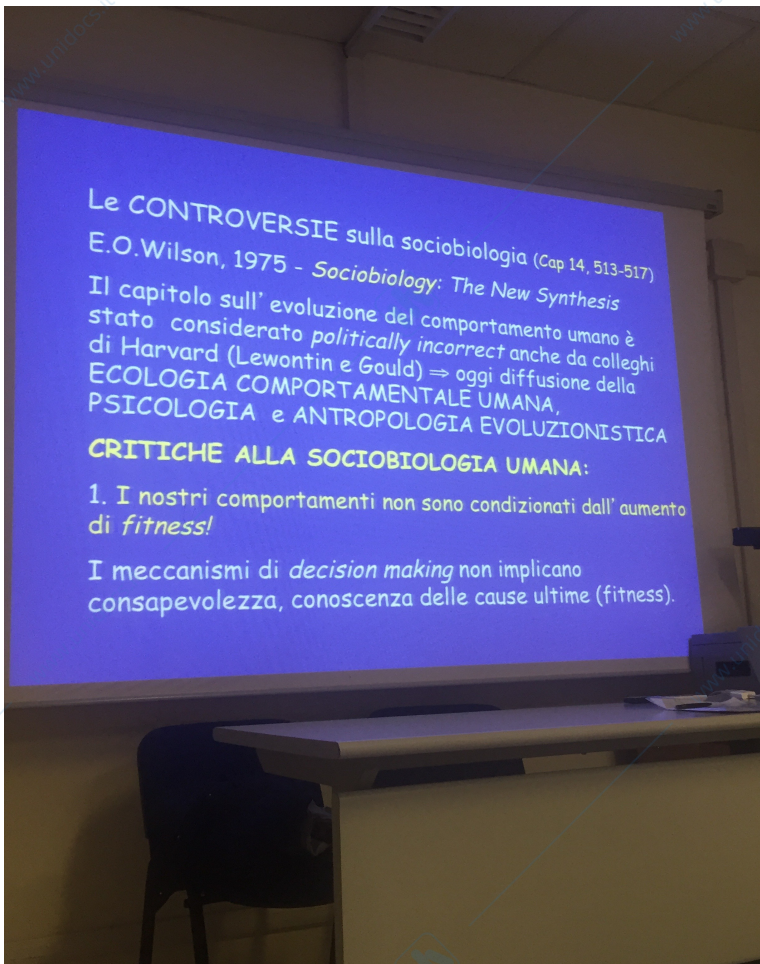 Le CONTROVERSIE sulla sociobiologia (Cap 14, 513-517)
E.O.Wilson, 1975 - Sociobiology: The New Synthesis
Il capitolo sull' evoluzione del comportamento umano è
stato considerato politically incorrect anche da colleghi
di Harvard (Lewontin e Gould) ⇒ oggi diffusione della
ECOLOGIA COMPORTAMENTALE UMANA,
PSICOLOGIA e ANTROPOLOGIA EVOLUZIONISTICA
CRITICHE ALLA SOCIOBIOLOGIA UMANA:
1. I nostri comportamenti non sono condizionati dall' aumento
di fitness!
I meccanismi di decision making non implicano
consapevolezza, conoscenza delle cause ultime (fitness).